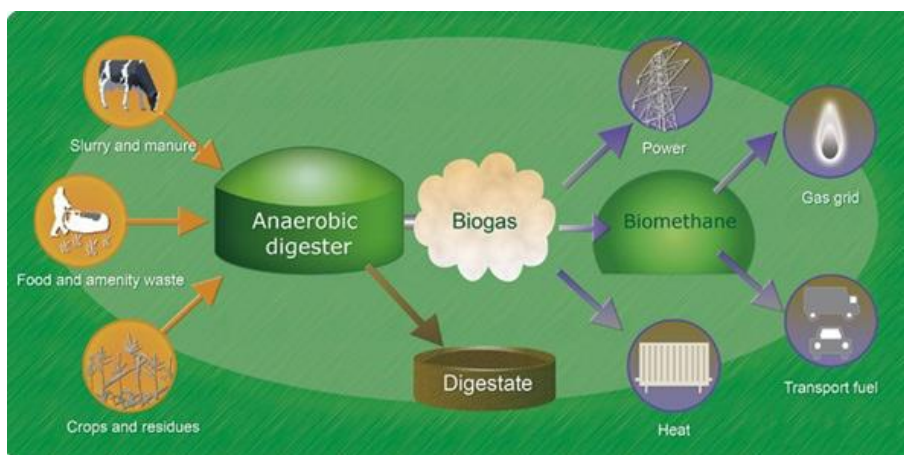 Slurry and manure
Food and amenity waste
Crops and residues
Anaerobic
digester
Biogas
Digestate
Power
Biomethane
Heat
Gas grid
Transport fuel